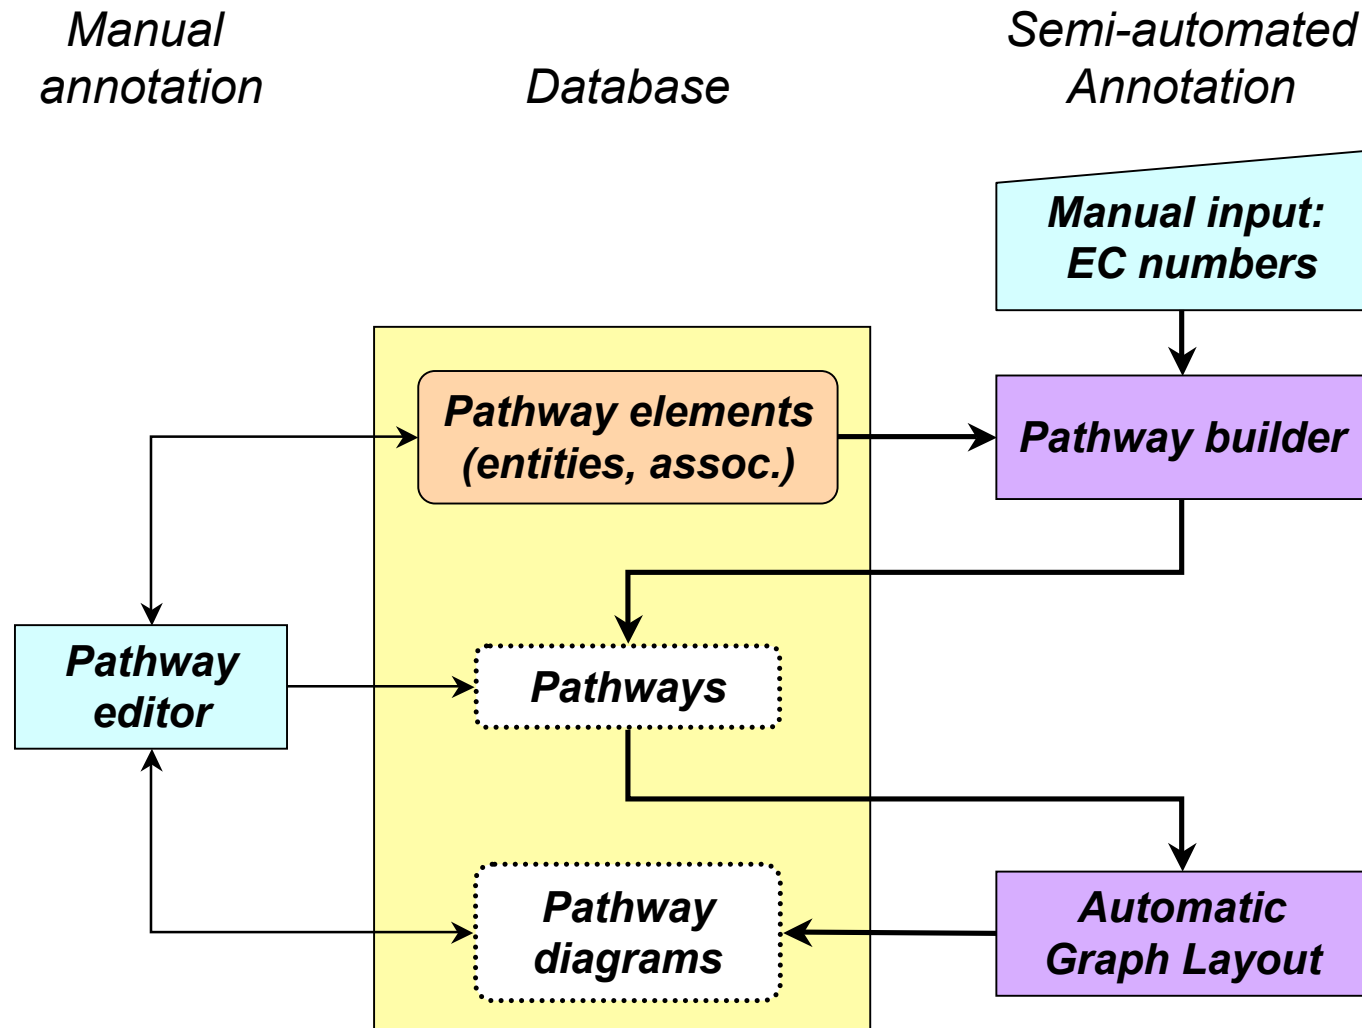 Manual
annotation
Database
Semi-automated
Annotation
Manual input:
EC numbers
Pathway elements
(entities, assoc.)
Pathway builder
Pathway
editor
Pathways
Pathway
diagrams
Automatic
Graph Layout